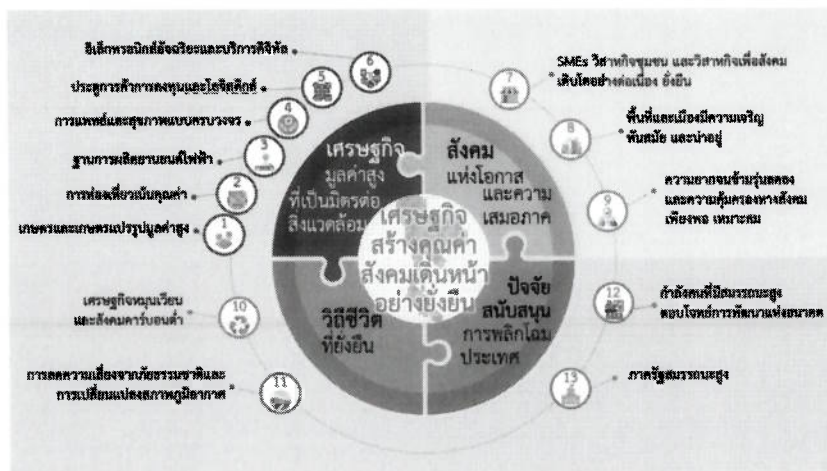 อิเล็กทรอนิกส์อัจฉริยะและบริการดิจิทัล
6
ประตูการค้าการลงทุนและโลจิสติกส์
5
การแพทย์และสุขภาพแบบครบวงจร
4
ฐานการผลิตยานยนต์ไฟฟ้า
3
การท่องเที่ยวเน้นคุณค่า
2
เกษตรและเกษตรแปรรูปมูลค่าสูง
1
7
SMEs วิสาหกิจชุมชน และวิสาหกิจเพื่อสังคม
เติบโตอย่างต่อเนื่อง ยั่งยืน
8
พื้นที่และเมืองมีความเจริญ
ทันสมัย และน่าอยู่
9
ความยากจนข้ามรุ่นลดลง
และความคุ้มครองทางสังคม
เพียงพอ เหมาะสม
เศรษฐกิจ
มูลค่าสูง
ที่เป็นมิตรต่อ
สิ่งแวดล้อม
สังคม
แห่งโอกาส
และความ
เสมอภาค
เศรษฐกิจ
สร้างคุณค่า
สังคมเดินหน้า
อย่างยั่งยืน
วิถีชีวิต
ที่ยั่งยืน
ปัจจัย
สนับสนุน
การพลิกโฉม
ประเทศ
เศรษฐกิจหมุนเวียน
และสังคมคาร์บอนต่ำ
10
การลดความเสี่ยงจากภัยธรรมชาติและ
การเปลี่ยนแปลงสภาพภูมิอากาศ
11
12
กำลังคนที่มีสมรรถนะสูง
ตอบโจทย์การพัฒนาแห่งอนาคต
13
ภาครัฐสมรรถนะสูง